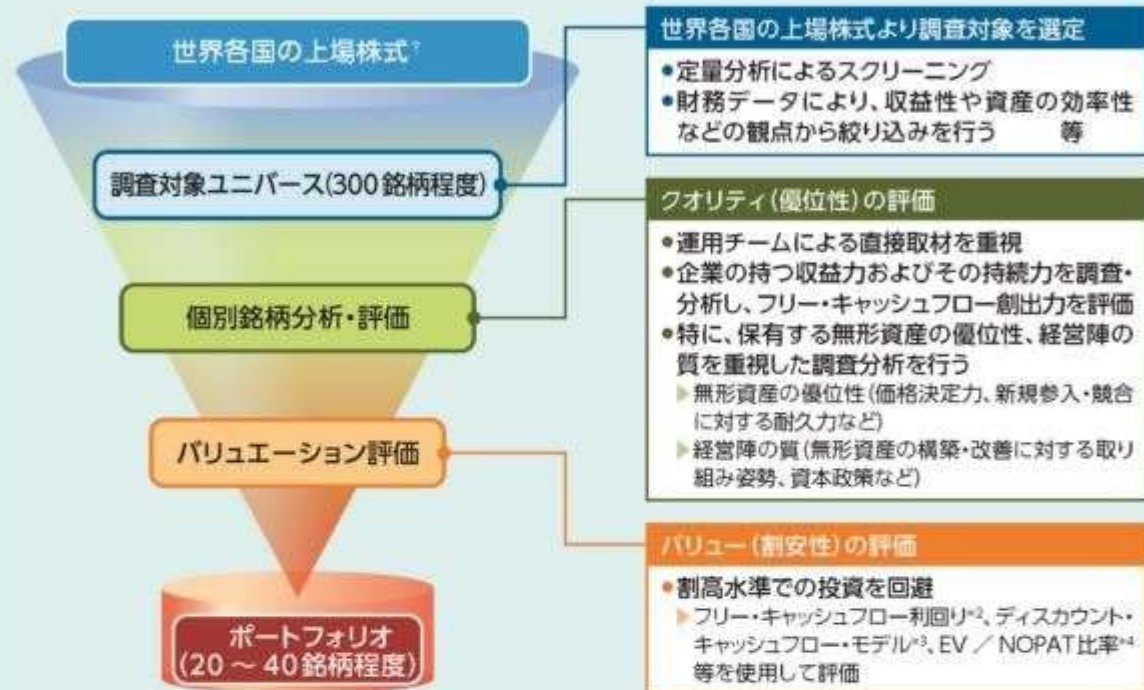 世界各国の上場株式*
調査対象ユニバース(300銘柄程度)
個別銘柄分析・評価
バリュエーション評価
ポートフォリオ
(20～40銘柄程度)
世界各国の上場株式より調査対象を選定
●定量分析によるスクリーニング
●財務データにより、収益性や資産の効率性
などの観点から絞り込みを行う 等
クオリティ(優位性)の評価
●運用チームによる直接取材を重視
●企業の持つ収益力およびその持続力を調査・
分析し、フリー・キャッシュフロー創出力を評価
●特に、保有する無形資産の優位性、経営陣の
質を重視した調査分析を行う
▶無形資産の優位性(価格決定力、新規参入・競合
に対する耐久力など)
▶経営陣の質(無形資産の構築・改善に対する取り
組み姿勢、資本政策など)
バリュー(割安性)の評価
●割高水準での投資を回避
▶フリー・キャッシュフロー利回り*2、ディスカウント・
キャッシュフロー・モデル*3、EV／NOPAT比率*4
等を使用して評価